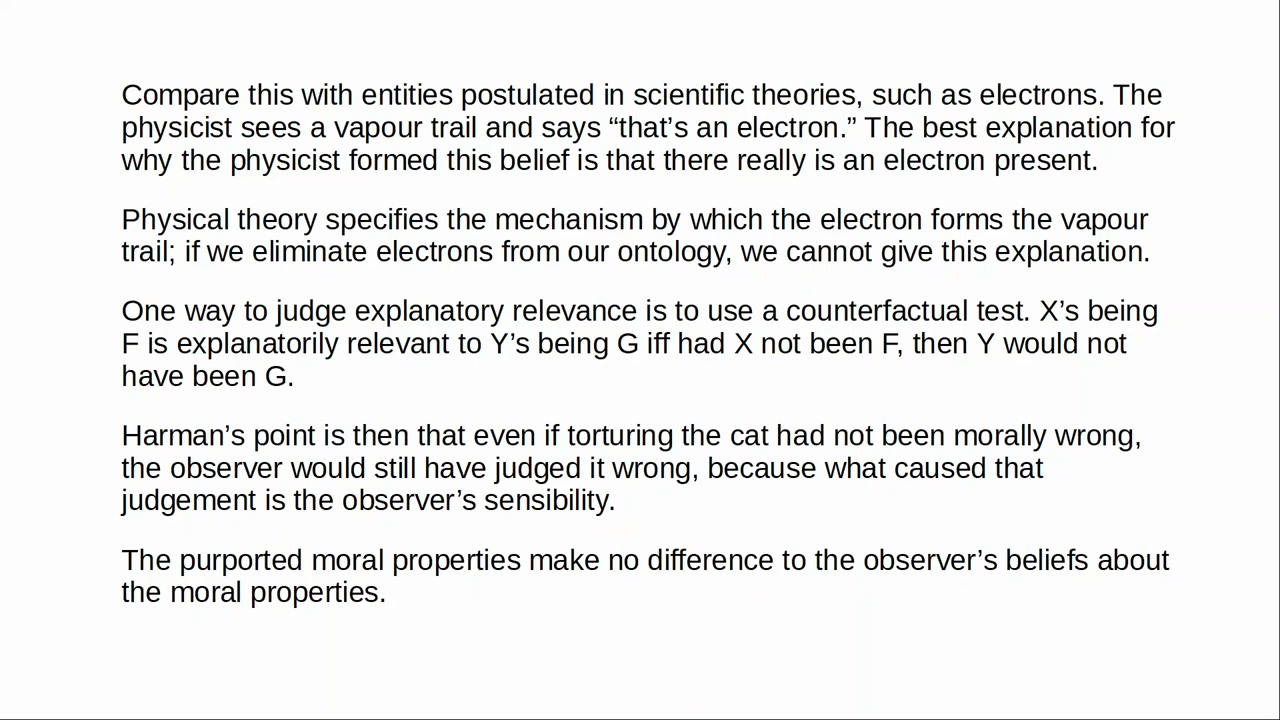 Compare this with entities postulated in scientific theories, such as electrons. The
physicist sees a vapour trail and says “that’s an electron.” The best explanation for
why the physicist formed this belief is that there really is an electron present.
Physical theory specifies the mechanism by which the electron forms the vapour
trail; if we eliminate electrons from our ontology, we cannot give this explanation.
One way to judge explanatory relevance is to use a counterfactual test. X’s being
F is explanatorily relevant to Y’s being G iff had X not been F, then Y would not
have been G.
Harman’s point is then that even if torturing the cat had not been morally wrong,
the observer would still have judged it wrong, because what caused that
judgement is the observer’s sensibility.
The purported moral properties make no difference to the observer’s beliefs about
the moral properties.